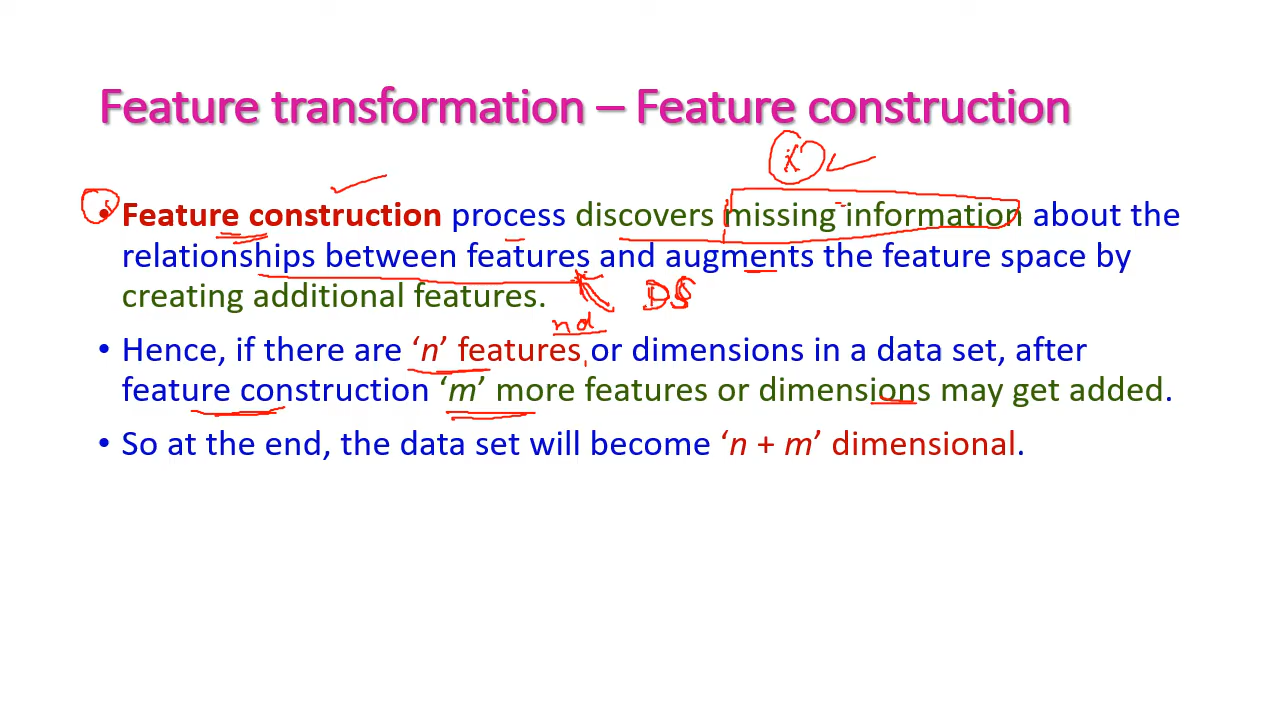 Feature transformation – Feature construction
• Feature construction process discovers missing information about the
relationships between features and augments the feature space by
creating additional features.
DS
nd
• Hence, if there are ‘n’ features or dimensions in a data set, after
feature construction ‘m’ more features or dimensions may get added.
• So at the end, the data set will become ‘n + m’ dimensional.